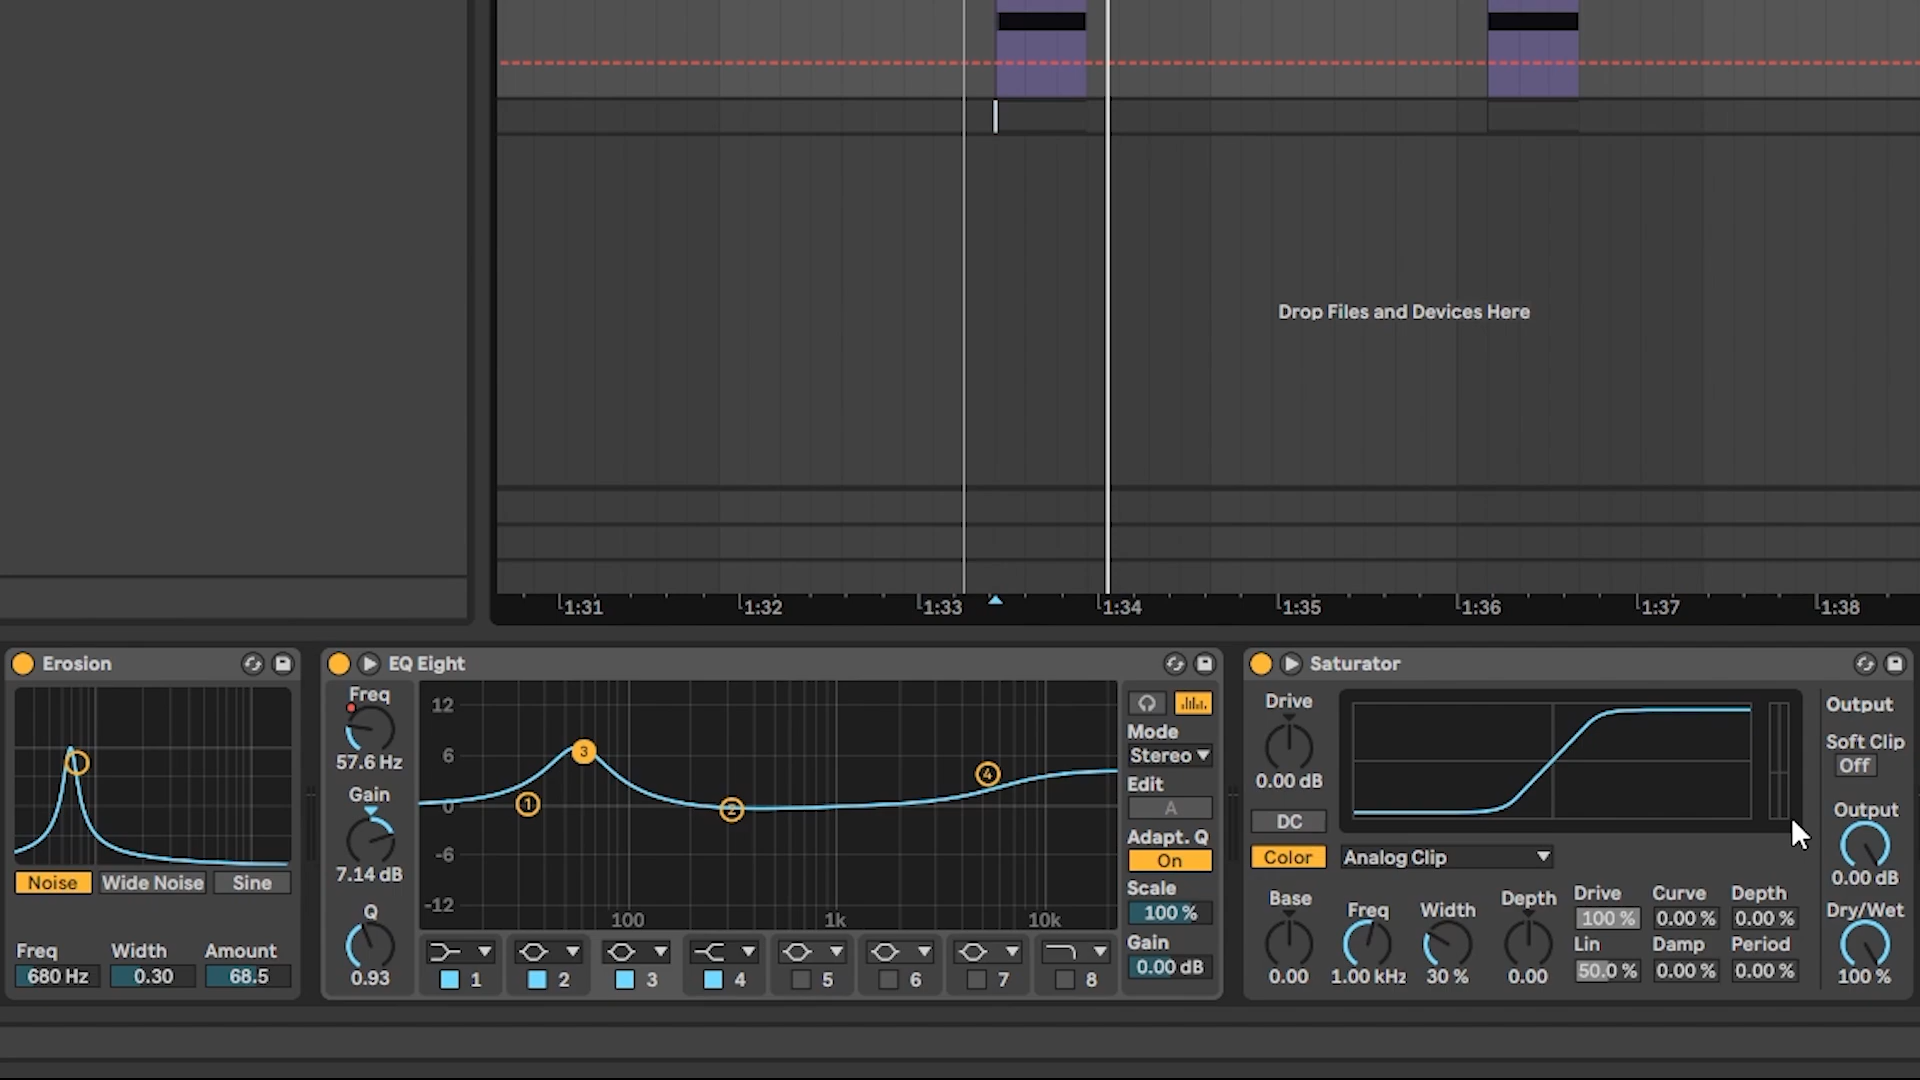 Drop Files and Devices Here
1:31 1:32 1:33 1:34 1:35 1:36 1:37 1:38
Erosion
Noise Wide Noise Sine
Freq Width Amount
680 Hz 0.30 68.5
EQ Eight
Freq
57.6 Hz
Gain
7.14 dB
Q
0.93
12
6
0
-6
-12
100 1k 10k
1 3 2 4
1 2 3 4 5 6 7 8
Mode
Stereo
Edit
A
Adapt. Q
On
Scale
100 %
Gain
0.00 dB
Saturator
Drive
0.00 dB
DC
Color
Analog Clip
Base Freq Width Depth
0.00 1.00 kHz 30 % 0.00
Drive Curve Depth
100 % 0.00 % 0.00 %
Lin Damp Period
50.0 % 0.00 % 0.00 %
Output
Soft Clip
Off
Output
0.00 dB
Dry/Wet
100 %